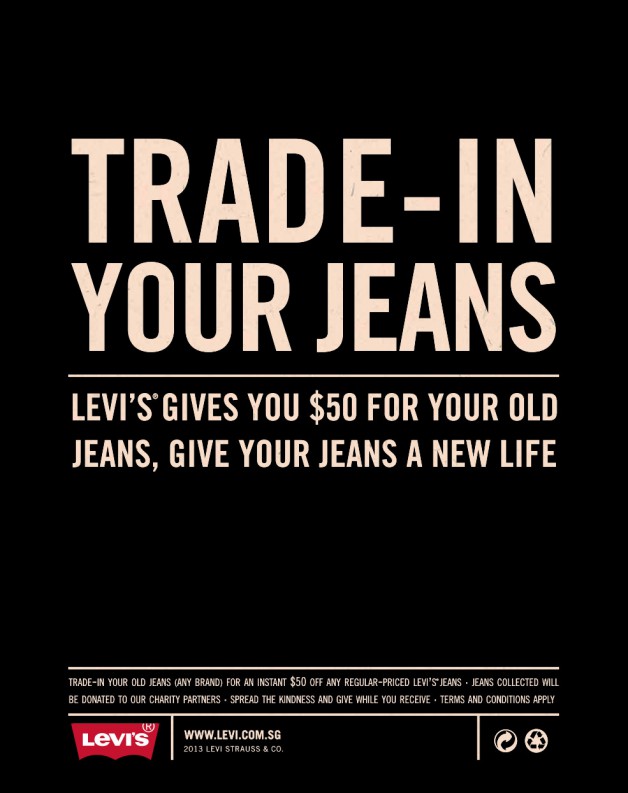 TRADE-IN
YOUR JEANS
LEVI'S® GIVES YOU $50 FOR YOUR OLD
JEANS, GIVE YOUR JEANS A NEW LIFE
TRADE-IN YOUR OLD JEANS (ANY BRAND) FOR AN INSTANT $50 OFF ANY REGULAR-PRICED LEVI'S® JEANS · JEANS COLLECTED WILL
BE DONATED TO OUR CHARITY PARTNERS · SPREAD THE KINDNESS AND GIVE WHILE YOU RECEIVE · TERMS AND CONDITIONS APPLY
LEVI'S ®
WWW.LEVI.COM.SG
2013 LEVI STRAUSS & CO.